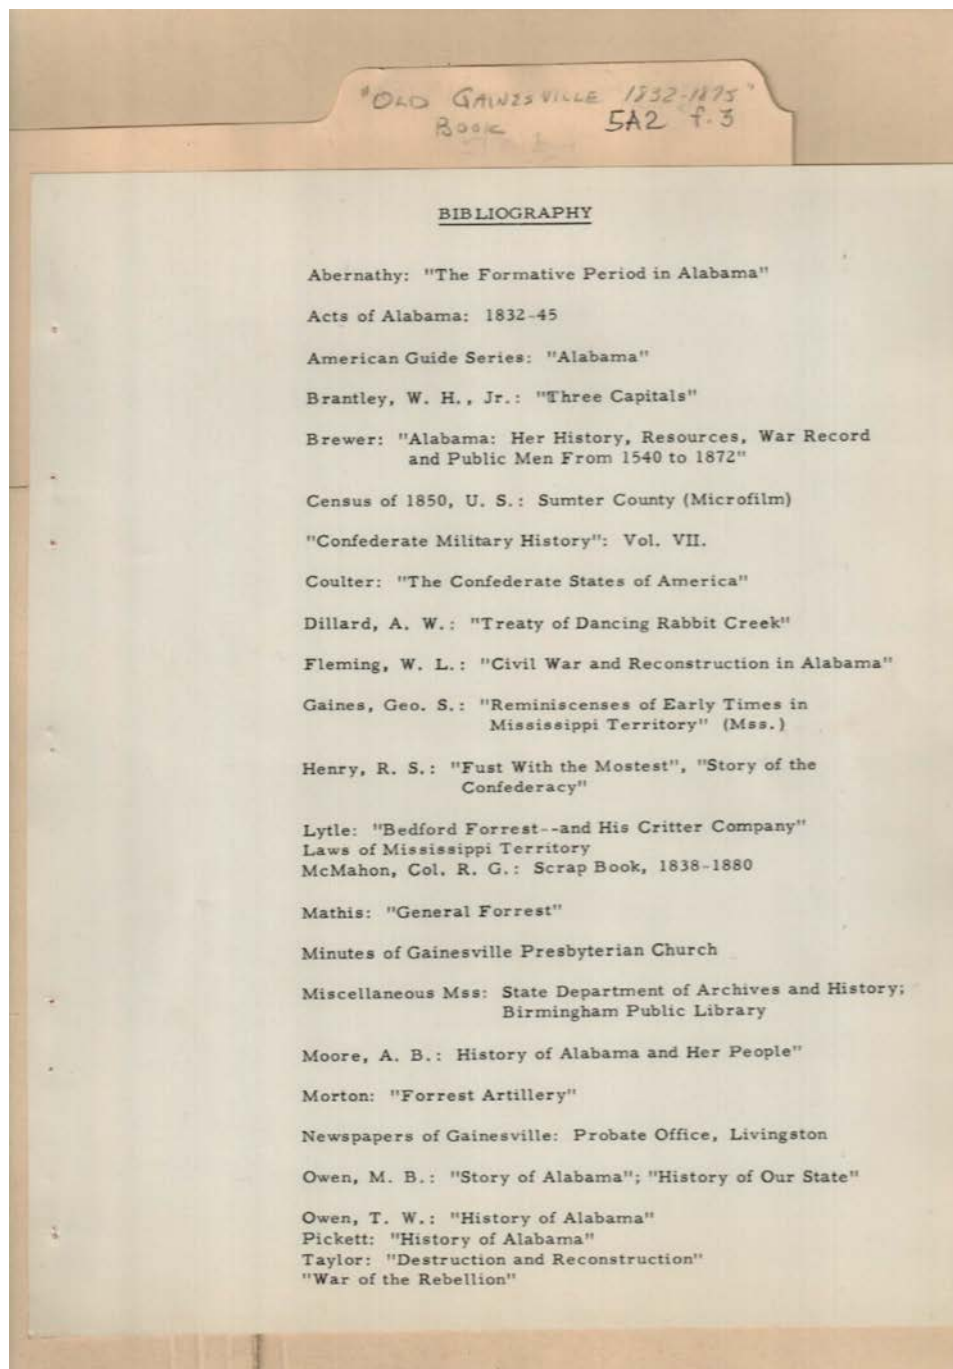 "OLD GAINESVILLE 1832-1875"
BOOK 5A2 f.3
BIBLIOGRAPHY
Abernathy: "The Formative Period in Alabama"
Acts of Alabama: 1832-45
American Guide Series: "Alabama"
Brantley, W. H., Jr.: "Three Capitals"
Brewer: "Alabama: Her History, Resources, War Record
and Public Men From 1540 to 1872"
Census of 1850, U. S.: Sumter County (Microfilm)
"Confederate Military History": Vol. VII.
Coulter: "The Confederate States of America"
Dillard, A. W.: "Treaty of Dancing Rabbit Creek"
Fleming, W. L.: "Civil War and Reconstruction in Alabama"
Gaines, Geo. S.: "Reminiscenses of Early Times in
Mississippi Territory" (Mss.)
Henry, R. S.: "Fust With the Mostest", "Story of the
Confederacy"
Lytle: "Bedford Forrest--and His Critter Company"
Laws of Mississippi Territory
McMahon, Col. R. G.: Scrap Book, 1838-1880
Mathis: "General Forrest"
Minutes of Gainesville Presbyterian Church
Miscellaneous Mss: State Department of Archives and History;
Birmingham Public Library
Moore, A. B.: History of Alabama and Her People"
Morton: "Forrest Artillery"
Newspapers of Gainesville: Probate Office, Livingston
Owen, M. B.: "Story of Alabama"; "History of Our State"
Owen, T. W.: "History of Alabama"
Pickett: "History of Alabama"
Taylor: "Destruction and Reconstruction"
"War of the Rebellion"